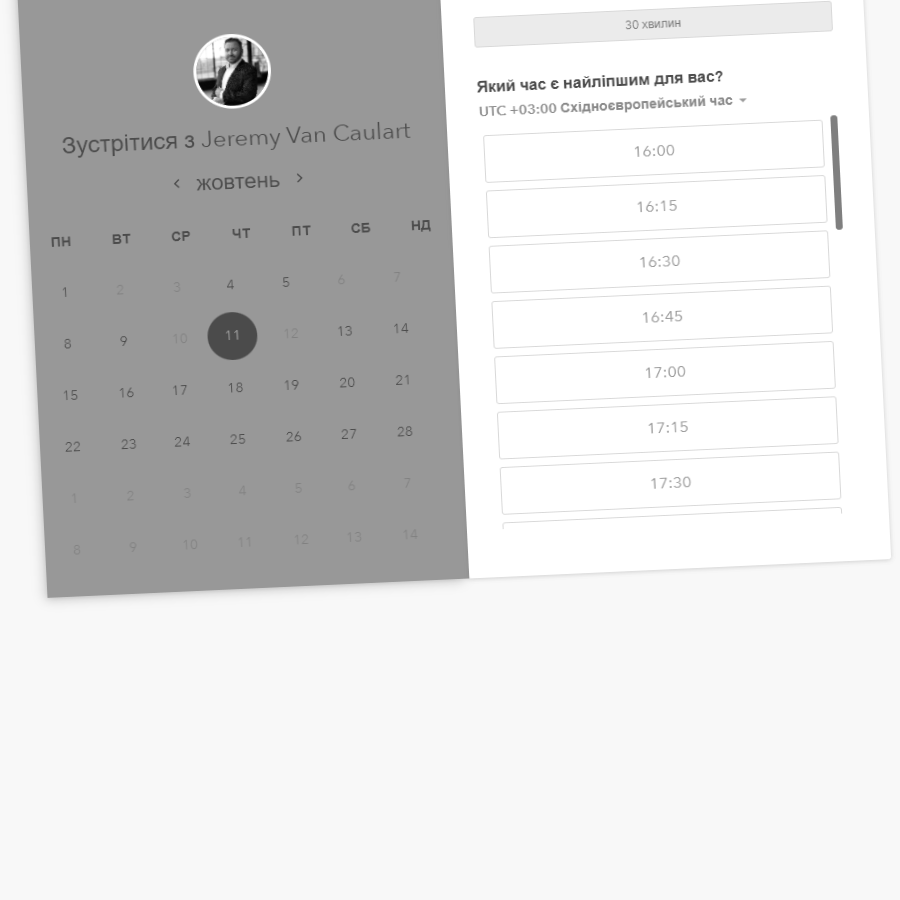 Зустрітися з Jeremy Van Caulart
‹ жовтень ›
ПН ВТ СР ЧТ ПТ СБ НД
1 2 3 4 5 6 7
8 9 10 11 12 13 14
15 16 17 18 19 20 21
22 23 24 25 26 27 28
1 2 3 4 5 6 7
8 9 10 11 12 13 14
30 хвилин
Який час є найліпшим для вас?
UTC +03:00 Східноєвропейський час
16:00
16:15
16:30
16:45
17:00
17:15
17:30